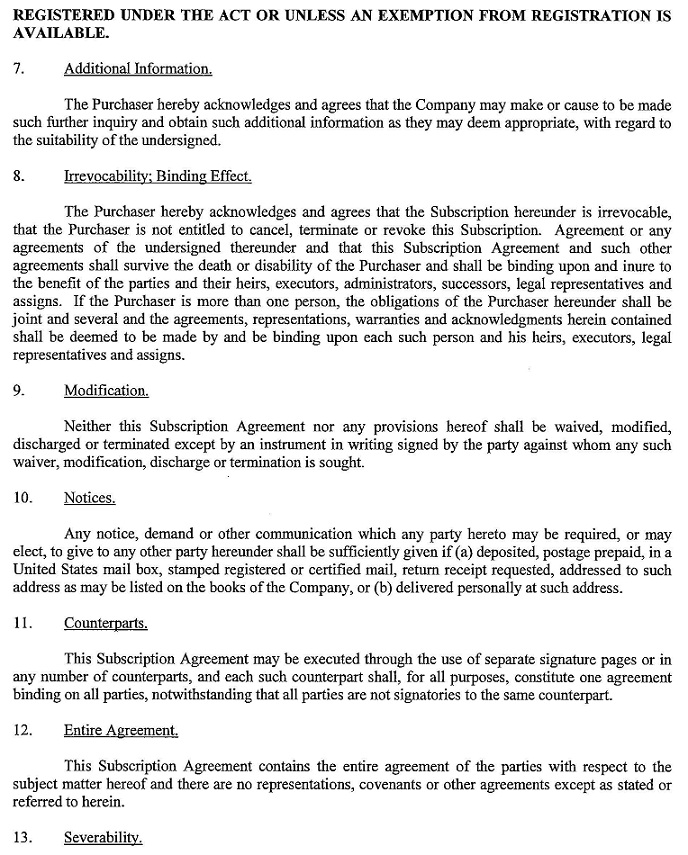 REGISTERED UNDER THE ACT OR UNLESS AN EXEMPTION FROM REGISTRATION IS
AVAILABLE.
7. Additional Information.
The Purchaser hereby acknowledges and agrees that the Company may make or cause to be made
such further inquiry and obtain such additional information as they may deem appropriate, with regard to
the suitability of the undersigned.
8. Irrevocability; Binding Effect.
The Purchaser hereby acknowledges and agrees that the Subscription hereunder is irrevocable,
that the Purchaser is not entitled to cancel, terminate or revoke this Subscription. Agreement or any
agreements of the undersigned thereunder and that this Subscription Agreement and such other
agreements shall survive the death or disability of the Purchaser and shall be binding upon and inure to
the benefit of the parties and their heirs, executors, administrators, successors, legal representatives and
assigns. If the Purchaser is more than one person, the obligations of the Purchaser hereunder shall be
joint and several and the agreements, representations, warranties and acknowledgments herein contained
shall be deemed to be made by and be binding upon each such person and his heirs, executors, legal
representatives and assigns.
9. Modification.
Neither this Subscription Agreement nor any provisions hereof shall be waived, modified,
discharged or terminated except by an instrument in writing signed by the party against whom any such
waiver, modification, discharge or termination is sought.
10. Notices.
Any notice, demand or other communication which any party hereto may be required, or may
elect, to give to any other party hereunder shall be sufficiently given if (a) deposited, postage prepaid, in a
United States mail box, stamped registered or certified mail, return receipt requested, addressed to such
address as may be listed on the books of the Company, or (b) delivered personally at such address.
11. Counterparts.
This Subscription Agreement may be executed through the use of separate signature pages or in
any number of counterparts, and each such counterpart shall, for all purposes, constitute one agreement
binding on all parties, notwithstanding that all parties are not signatories to the same counterpart.
12. Entire Agreement.
This Subscription Agreement contains the entire agreement of the parties with respect to the
subject matter hereof and there are no representations, covenants or other agreements except as stated or
referred to herein.
13. Severability.